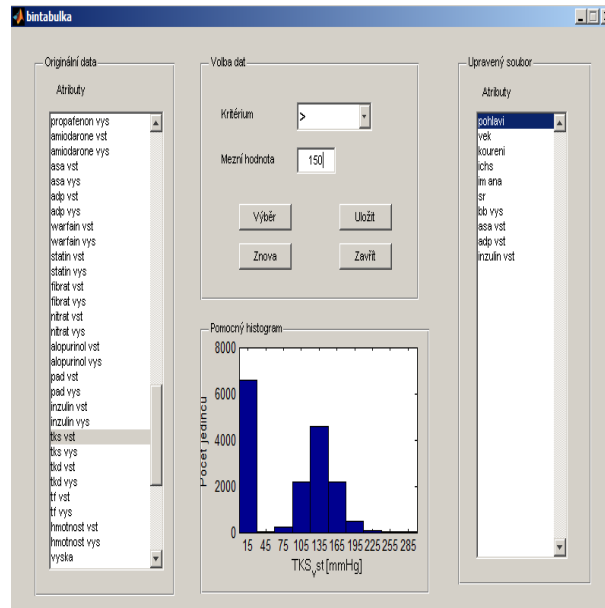 bintabulka
Originální data
Atributy
propafenon vys
amiodarone vst
amiodarone vys
asa vst
asa vys
adp vst
adp vys
warfain vst
warfain vys
statin vst
statin vys
fibrat vst
fibrat vys
nitrat vst
nitrat vys
alopurinol vst
alopurinol vys
pad vst
pad vys
inzulin vst
inzulin vys
tks vst
tks vys
tkd vst
tkd vys
tf vst
tf vys
hmotnost vst
hmotnost vys
vyska
Volba dat
Kritérium >
Mezní hodnota 150
Výběr Uložit
Znova Zavřít
Pomocný histogram
8000
6000
4000
2000
0
Pocet jedincu
15 45 75 105 135 165 195 225 255 285
TKSvst [mmHg]
Upravený soubor
Atributy
pohlavi
vek
koureni
ichs
im ana
sr
bb vys
asa vst
adp vst
inzulin vst